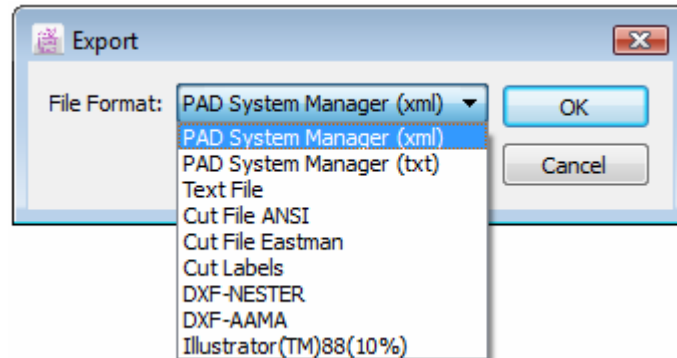 Export
File Format: PAD System Manager (xml) OK
PAD System Manager (xml)
PAD System Manager (txt) Cancel
Text File
Cut File ANSI
Cut File Eastman
Cut Labels
DXF-NESTER
DXF-AAMA
Illustrator(TM)88(10%)